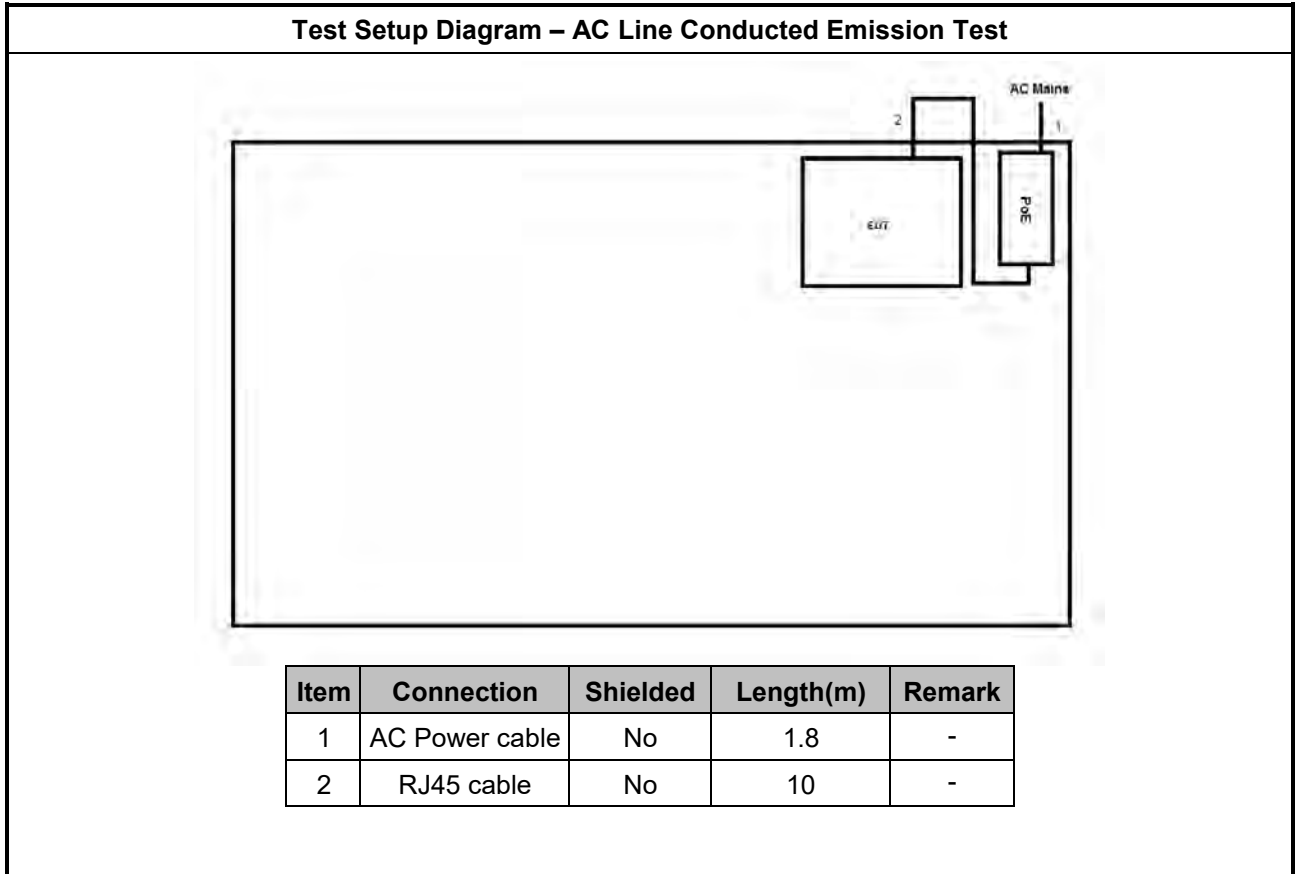 Test Setup Diagram – AC Line Conducted Emission Test
AC Mains
2
1
EUT
PoE
Item Connection Shielded Length(m) Remark
1 AC Power cable No 1.8 -
2 RJ45 cable No 10 -